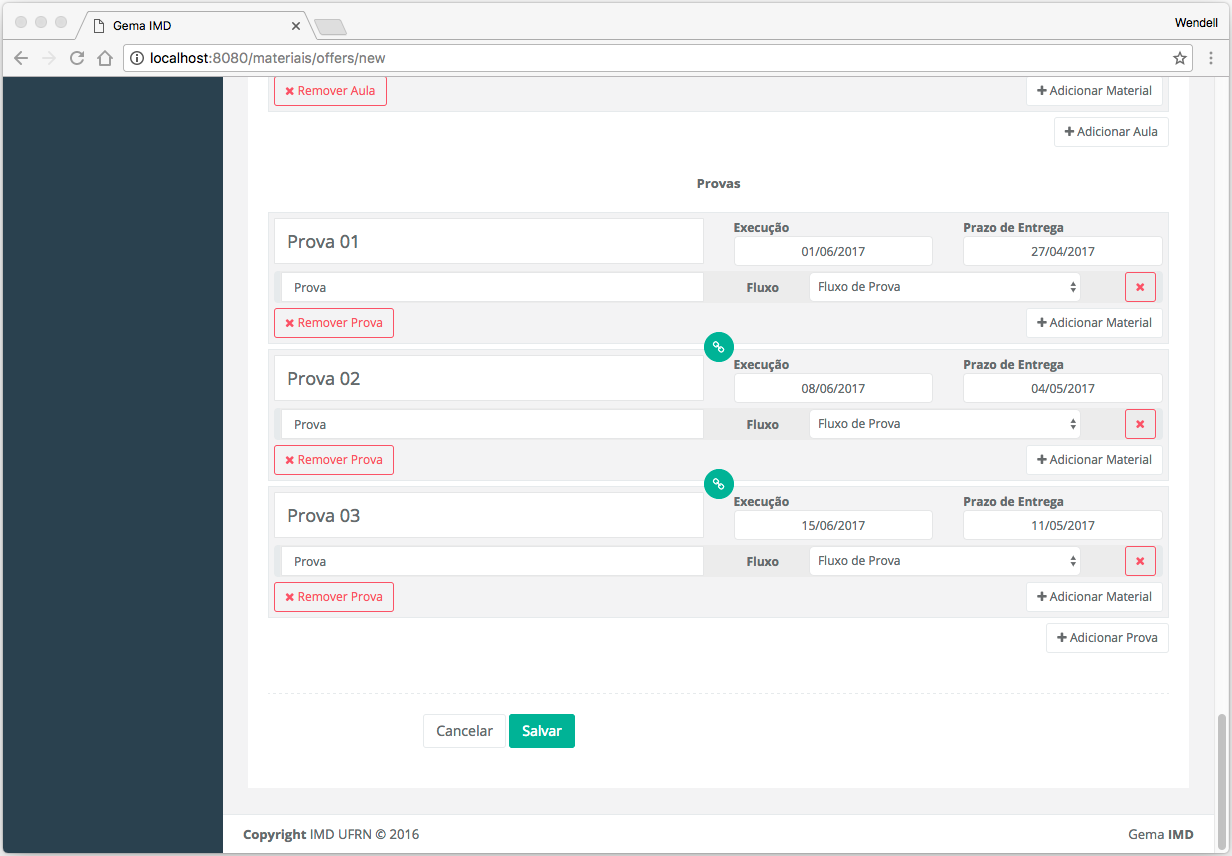 Gema IMD
Wendell
localhost:8080/materiais/offers/new
Remover Aula
Adicionar Material
Adicionar Aula
Provas
Prova 01
Execução
Prazo de Entrega
01/06/2017
27/04/2017
Prova
Fluxo
Fluxo de Prova
Remover Prova
Adicionar Material
Prova 02
Execução
Prazo de Entrega
08/06/2017
04/05/2017
Prova
Fluxo
Fluxo de Prova
Remover Prova
Adicionar Material
Prova 03
Execução
Prazo de Entrega
15/06/2017
11/05/2017
Prova
Fluxo
Fluxo de Prova
Remover Prova
Adicionar Material
Adicionar Prova
Cancelar
Salvar
Copyright IMD UFRN © 2016
Gema IMD